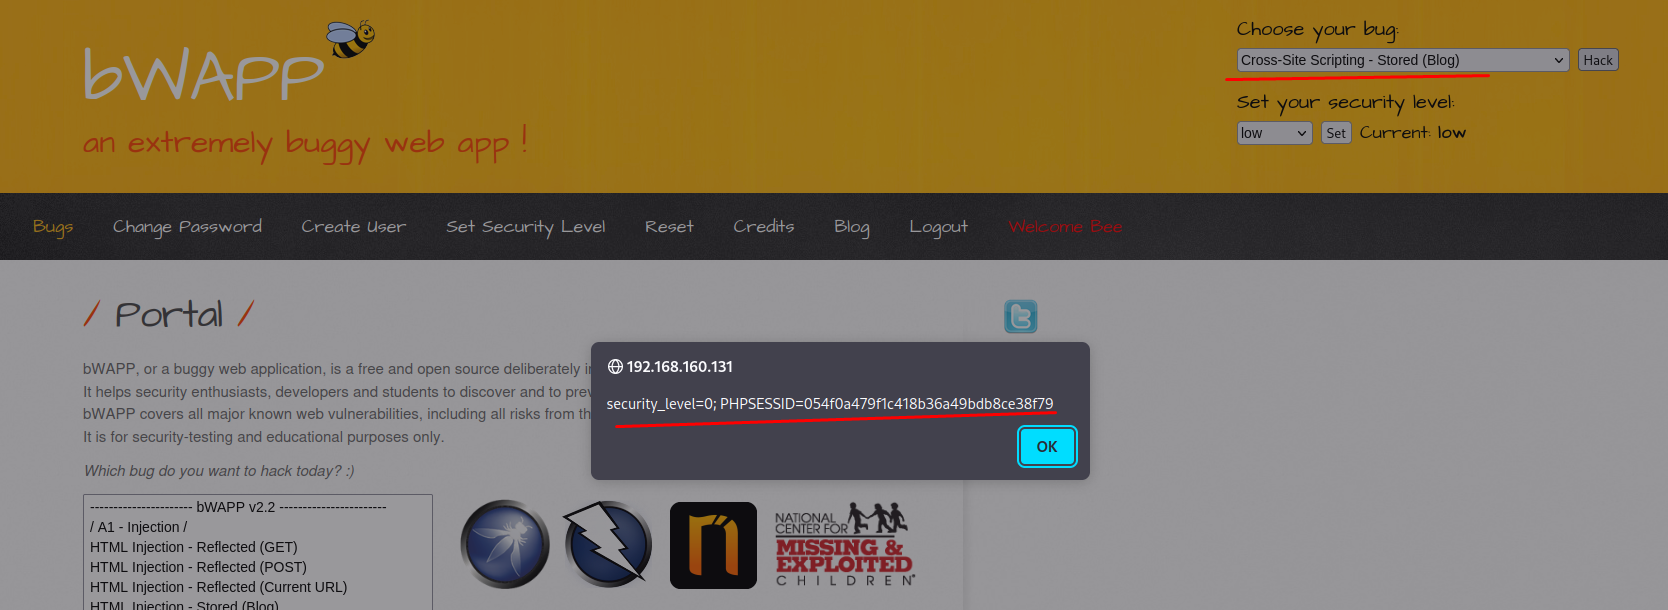 bWAPP
an extremely buggy web app !
Choose your bug:
Cross-Site Scripting - Stored (Blog)
Hack
Set your security level:
low
Set
Current: low
Bugs
Change Password
Create User
Set Security Level
Reset
Credits
Blog
Logout
Welcome Bee
/ Portal /
bWAPP, or a buggy web application, is a free and open source deliberately
It helps security enthusiasts, developers and students to discover and to
bWAPP covers all major known web vulnerabilities, including all risks from
It is for security-testing and educational purposes only.
Which bug do you want to hack today? :)
192.168.160.131
security_level=0; PHPSESSID=054f0a479f1c418b36a49bdb8ce38f79
OK
---------------------- bWAPP v2.2 -----------------------
/ A1 - Injection /
HTML Injection - Reflected (GET)
HTML Injection - Reflected (POST)
HTML Injection - Reflected (Current URL)
HTML Injection - Stored (Blog)
NATIONAL
CENTER FOR
MISSING &
EXPLOITED
CHILDREN